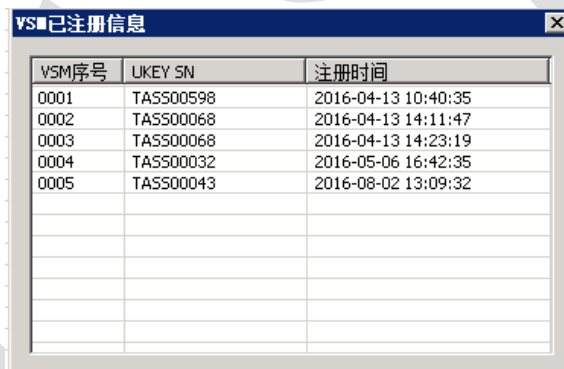 VSM已注册信息
VSM序号 UKEY SN 注册时间
0001 TASS00598 2016-04-13 10:40:35
0002 TASS00068 2016-04-13 14:11:47
0003 TASS00068 2016-04-13 14:23:19
0004 TASS00032 2016-05-06 16:42:35
0005 TASS00043 2016-08-02 13:09:32